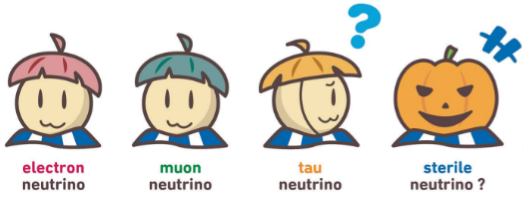 ?
electron
neutrino
muon
neutrino
tau
neutrino
sterile
neutrino ?